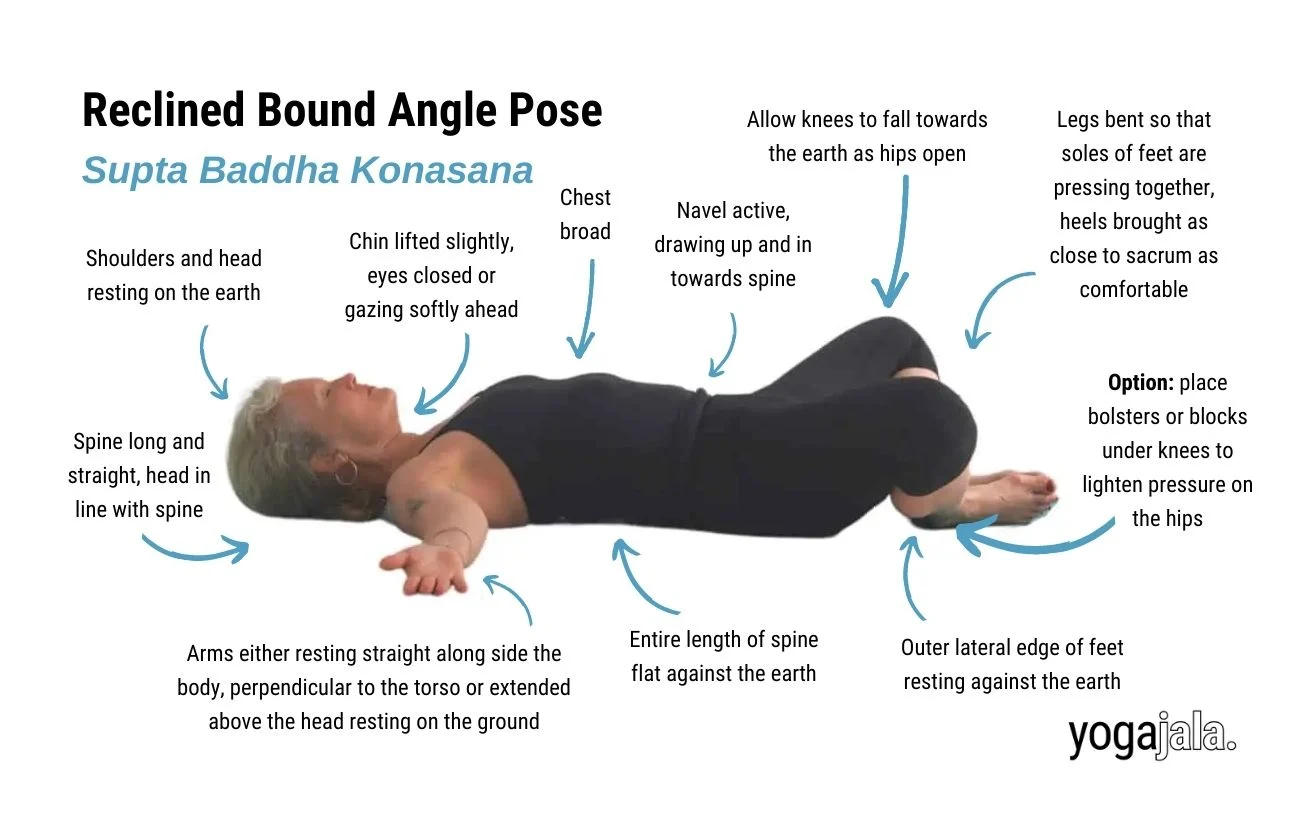 Reclined Bound Angle Pose
Supta Baddha Konasana
Shoulders and head
resting on the earth
Chin lifted slightly,
eyes closed or
gazing softly ahead
Chest
broad
Navel active,
drawing up and in
towards spine
Allow knees to fall towards
the earth as hips open
Legs bent so that
soles of feet are
pressing together,
heels brought as
close to sacrum as
comfortable
Spine long and
straight, head in
line with spine
Option: place
bolsters or blocks
under knees to
lighten pressure on
the hips
Arms either resting straight along side the
body, perpendicular to the torso or extended
above the head resting on the ground
Entire length of spine
flat against the earth
Outer lateral edge of feet
resting against the earth
yogajala.